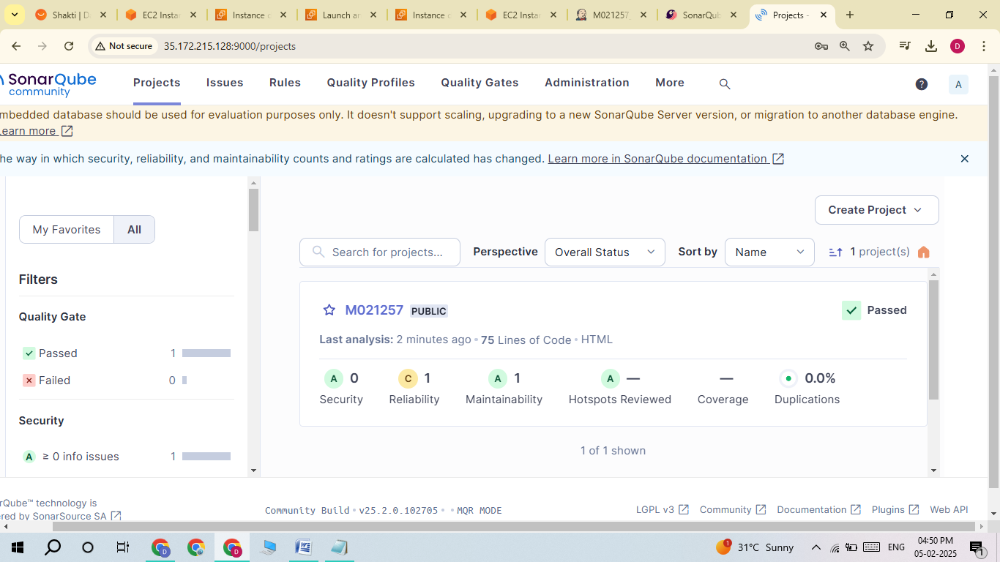 Shakti | D
EC2 Instar
Instance c
Launch an
Instance c
EC2 Instar
M021257
SonarQub
Projects -
Not secure
35.172.215.128:9000/projects
D
SonarQube
community
Projects
Issues
Rules
Quality Profiles
Quality Gates
Administration
More
?
A
mbedded database should be used for evaluation purposes only. It doesn't support scaling, upgrading to a new SonarQube Server version, or migration to another database engine.
earn more
he way in which security, reliability, and maintainability counts and ratings are calculated has changed. Learn more in SonarQube documentation
My Favorites
All
Create Project
Search for projects...
Perspective
Overall Status
Sort by
Name
1 project(s)
Filters
Quality Gate
Passed 1
Failed 0
Security
A ≥ 0 info issues 1
M021257 PUBLIC
Passed
Last analysis: 2 minutes ago • 75 Lines of Code • HTML
A 0
Security
C 1
Reliability
A 1
Maintainability
A —
Hotspots Reviewed
—
Coverage
0.0%
Duplications
1 of 1 shown
rQube™ technology is
ered by SonarSource SA
Community Build • v25.2.0.102705 • • MQR MODE
LGPL v3
Community
Documentation
Plugins
Web API
D
D
W
1
31°C Sunny
ENG
04:50 PM
05-02-2025
1